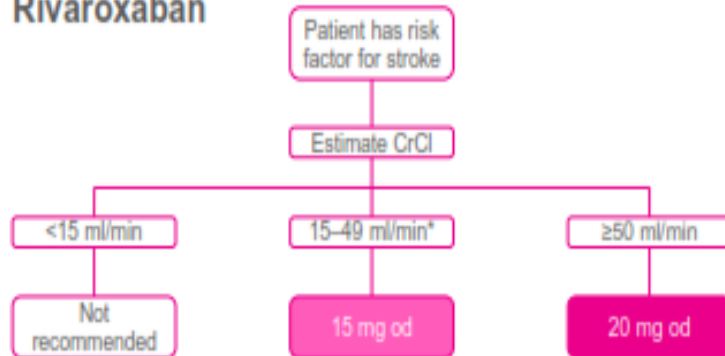 Rivaroxaban
Patient has risk
factor for stroke
Estimate CrCl
<15 ml/min
15–49 ml/min*
≥50 ml/min
Not
recommended
15 mg od
20 mg od